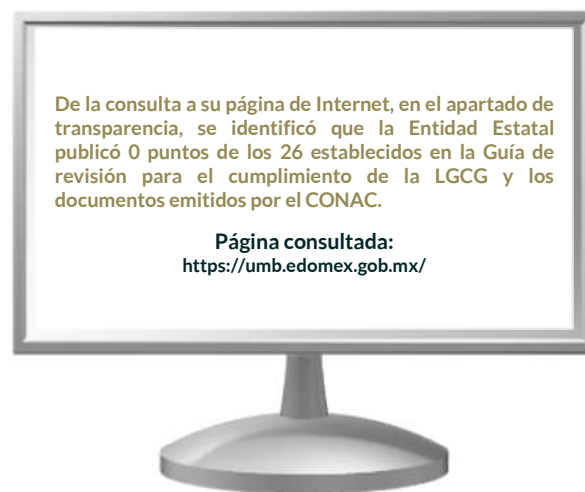 De la consulta a su página de Internet, en el apartado de
transparencia, se identificó que la Entidad Estatal
publicó 0 puntos de los 26 establecidos en la Guía de
revisión para el cumplimiento de la LGCG y los
documentos emitidos por el CONAC.
Página consultada:
https://umb.edomex.gob.mx/